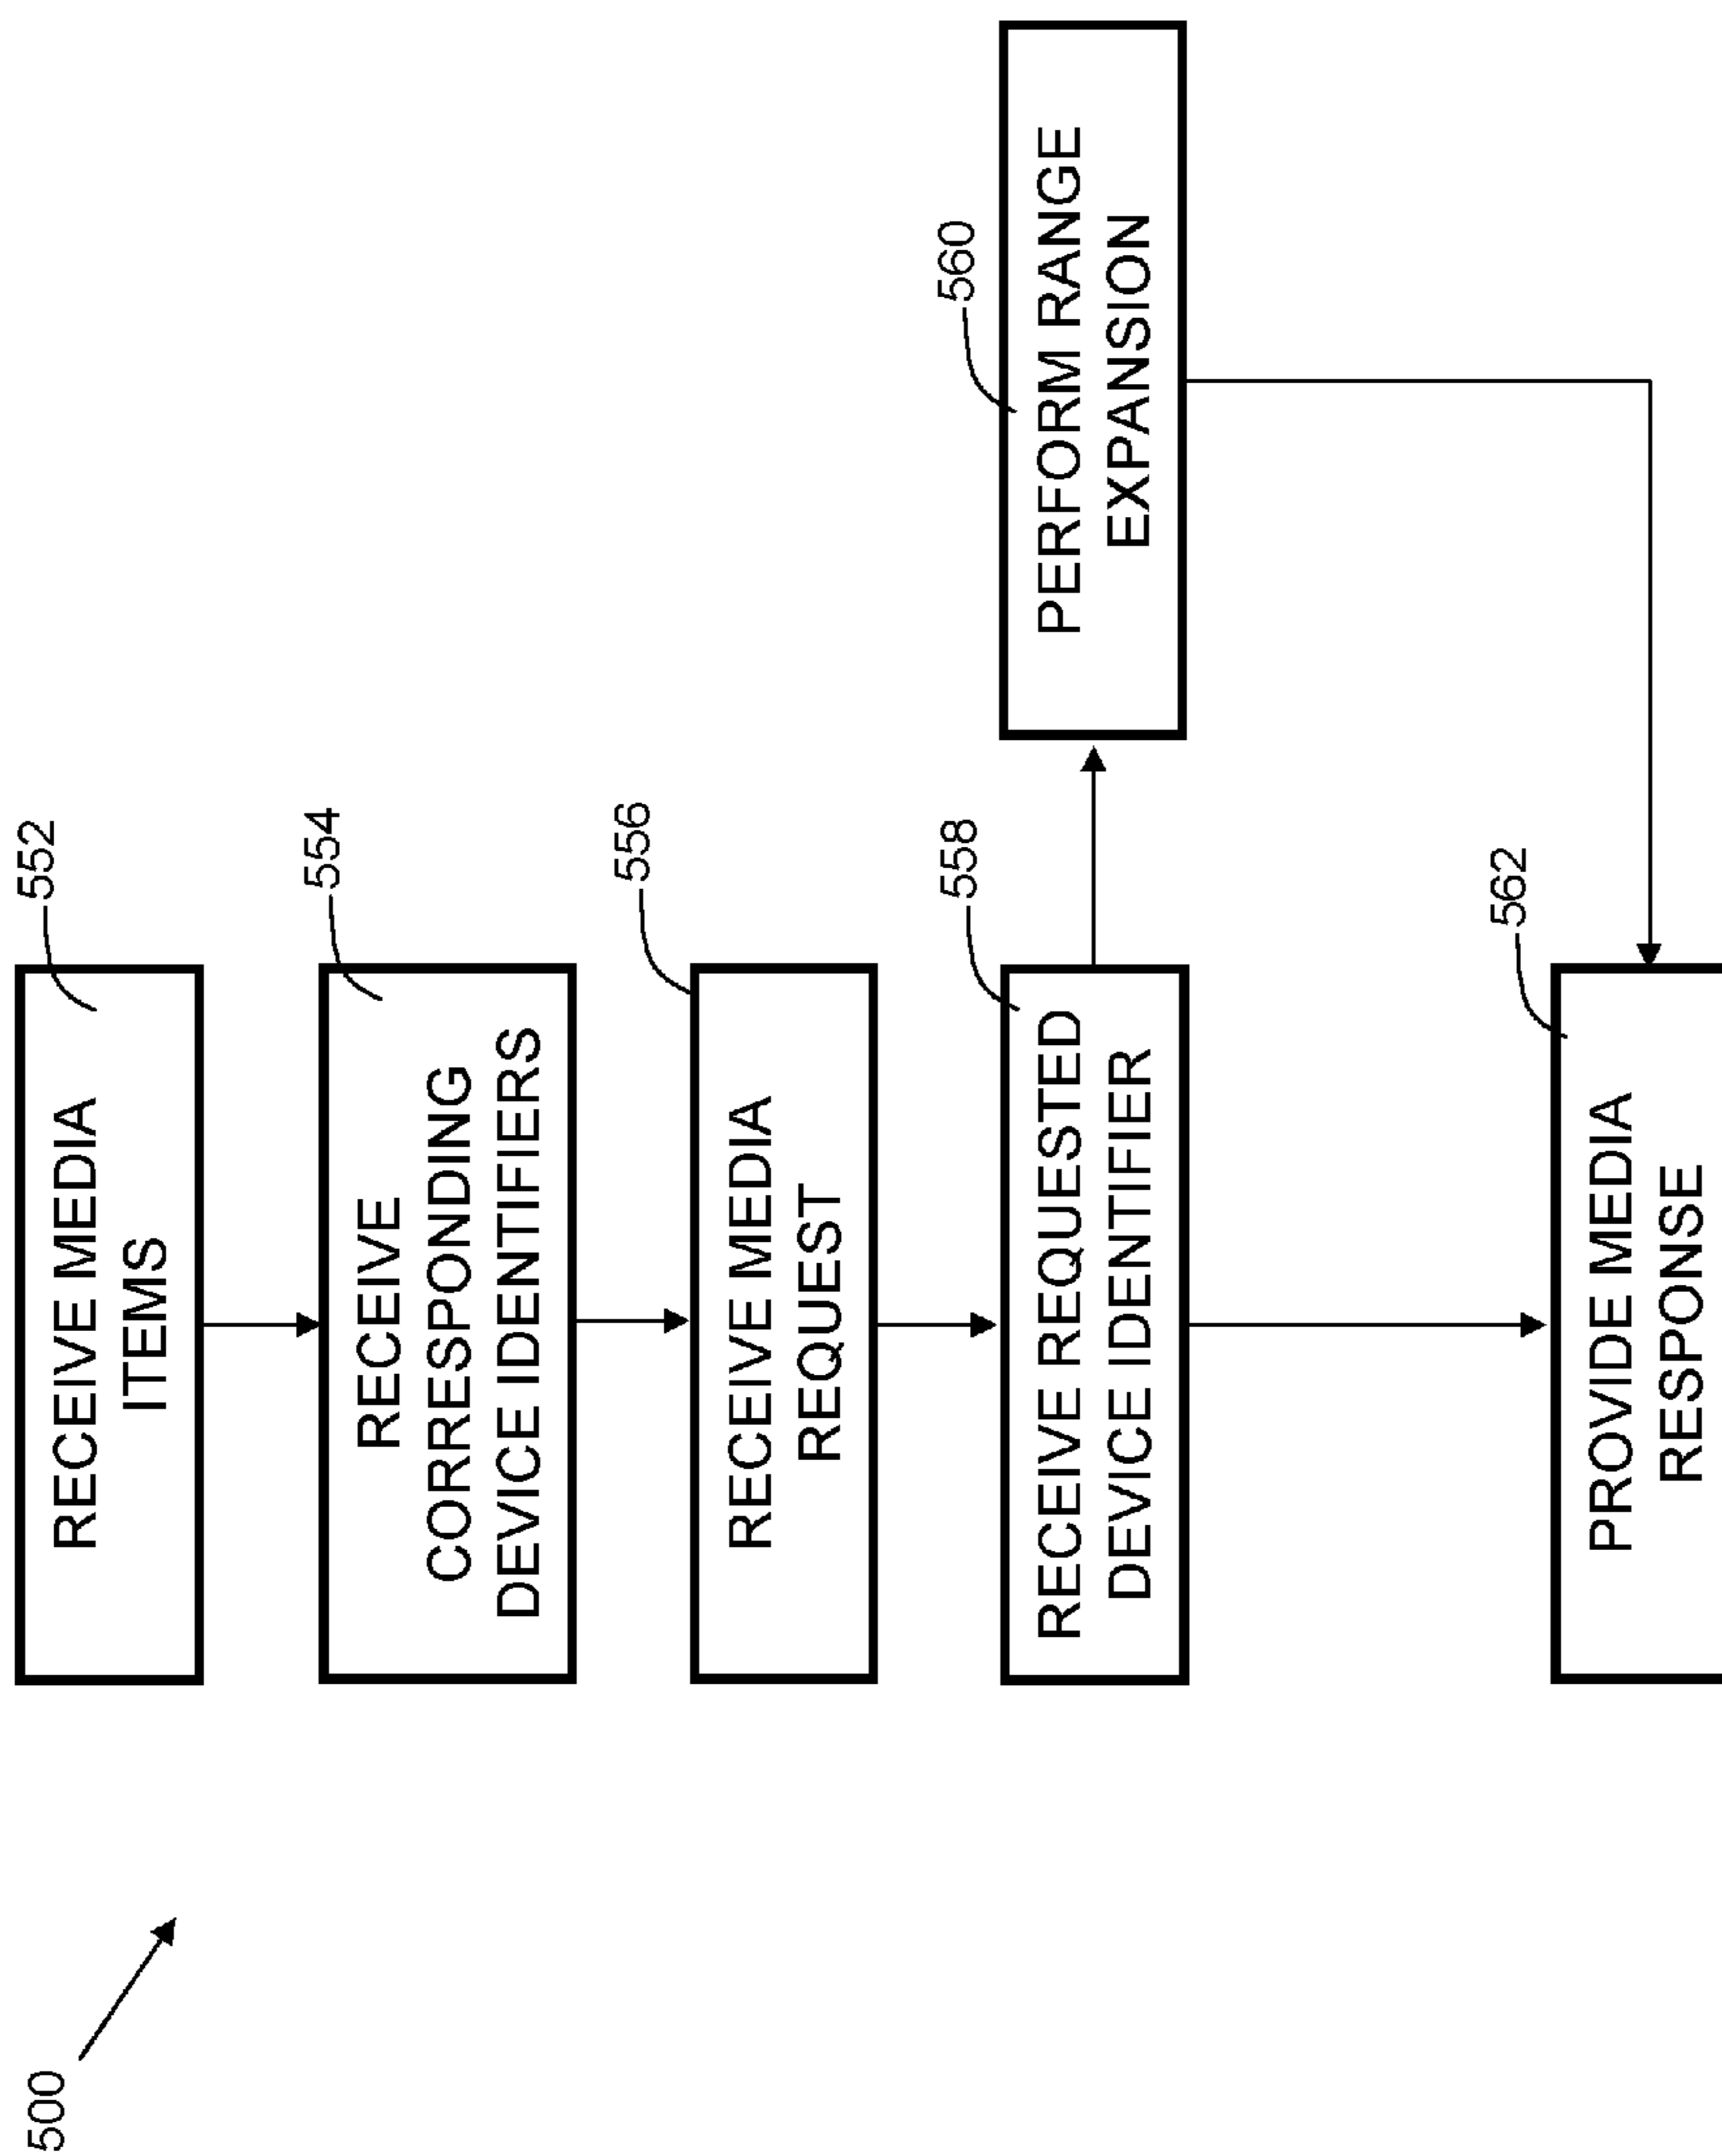 500
552
RECEIVE MEDIA
ITEMS
554
RECEIVE
CORRESPONDING
DEVICE IDENTIFIERS
556
RECEIVE MEDIA
REQUEST
558
RECEIVE REQUESTED
DEVICE IDENTIFIER
560
PERFORM RANGE
EXPANSION
562
PROVIDE MEDIA
RESPONSE